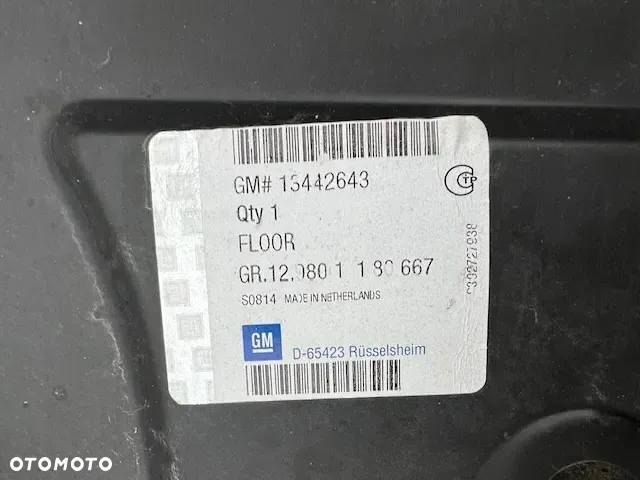 GM# 13442643
Qty 1
FLOOR
GR.12.980 1 1 80 667
S0814 MADE IN NETHERLANDS
GM
D-65423 Rüsselsheim
OTOMOTO